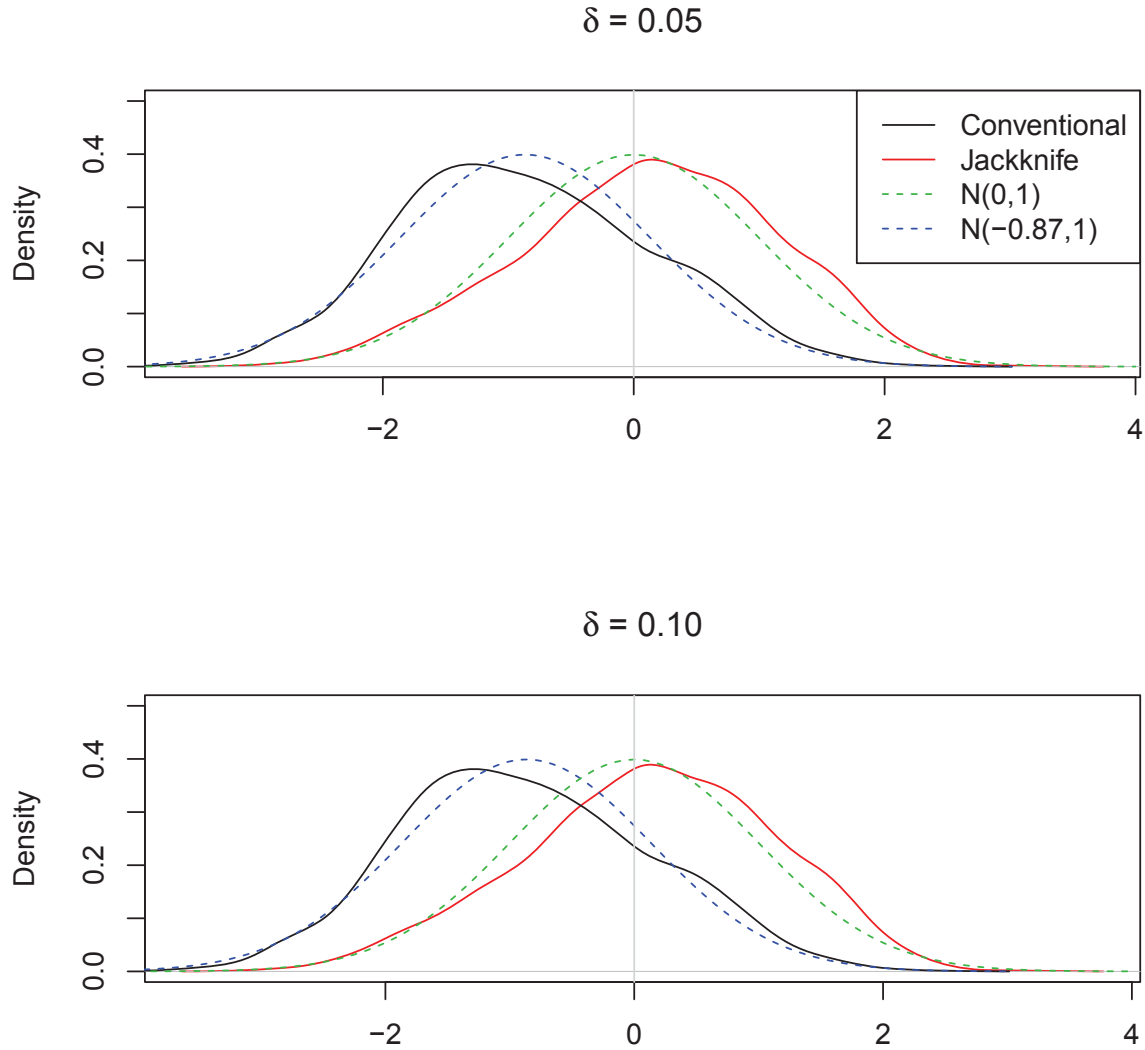 δ = 0.05
Density
0.0
0.2
0.4
−2
0
2
4
Conventional
Jackknife
N(0,1)
N(−0.87,1)
δ = 0.10
Density
0.0
0.2
0.4
−2
0
2
4